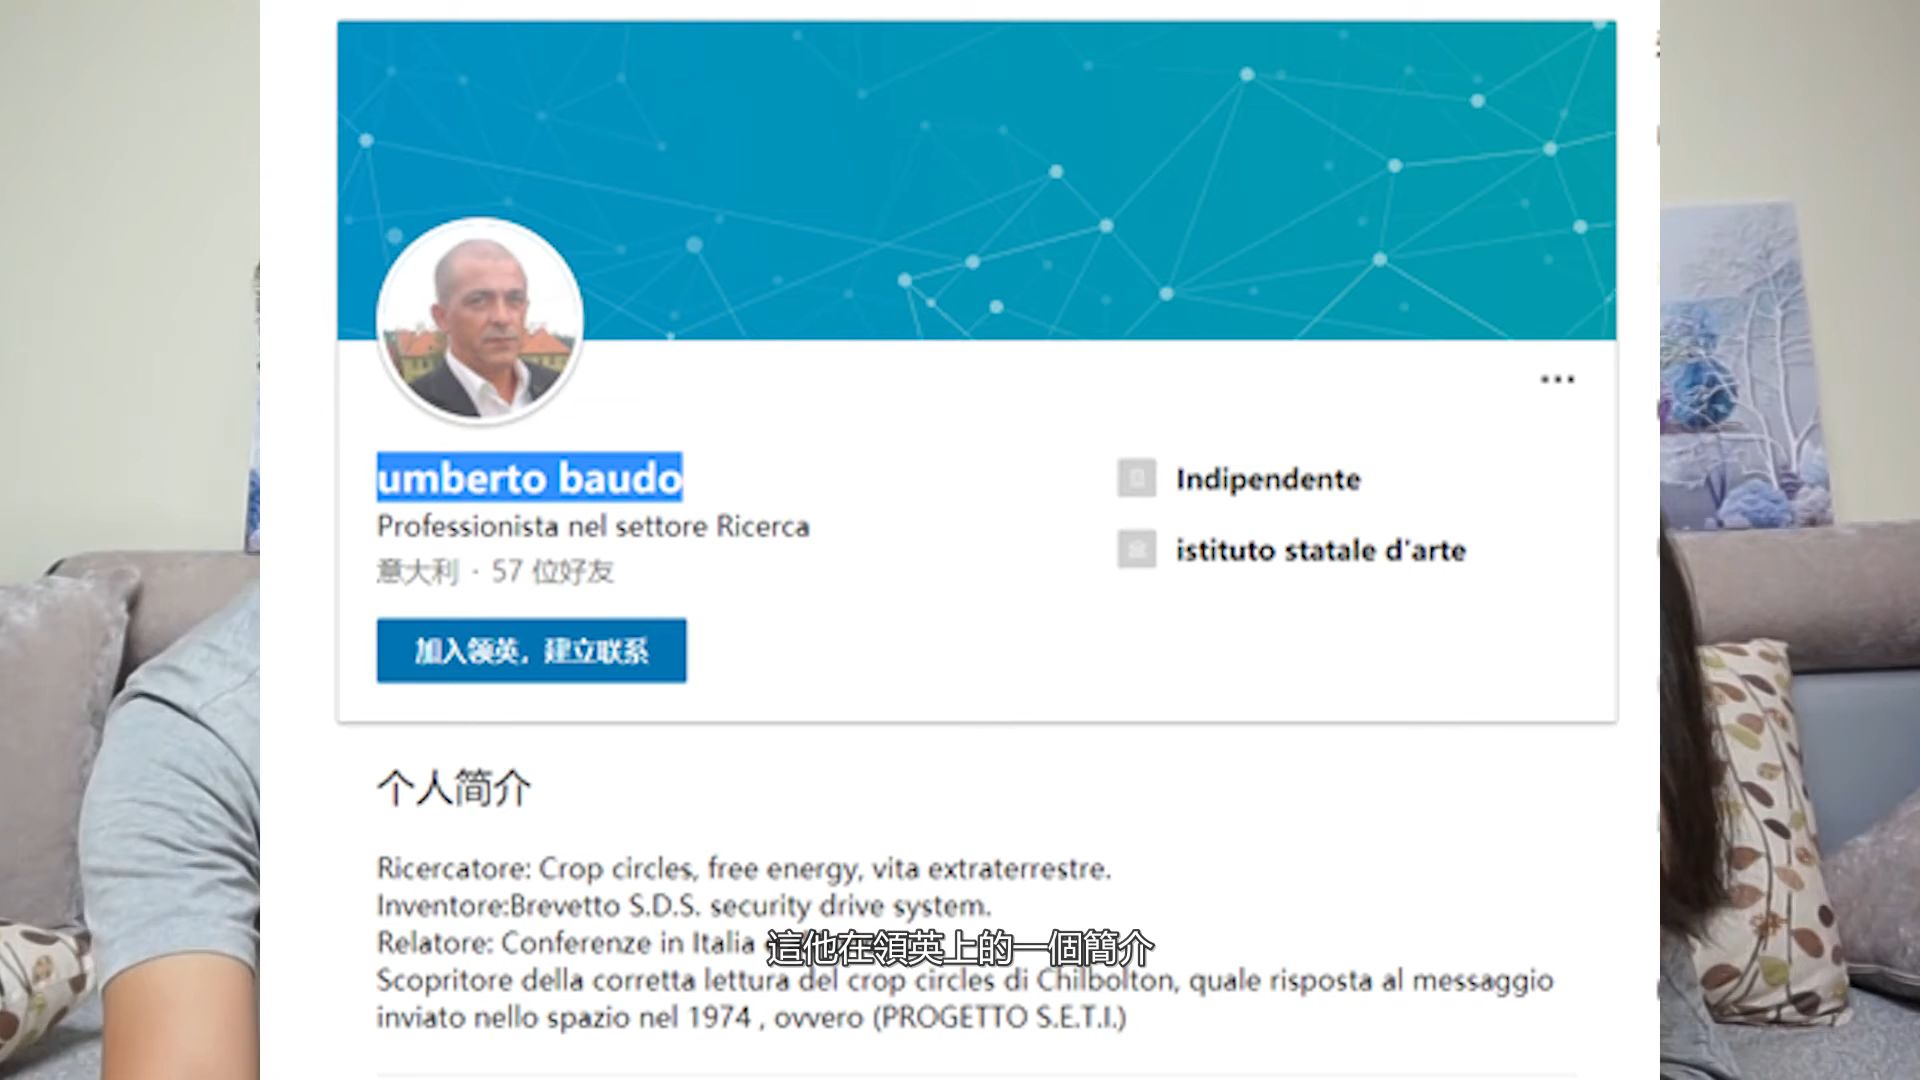 umberto baudo
Professionista nel settore Ricerca
意大利 · 57 位好友
加入领英，建立联系
Indipendente
istituto statale d'arte
个人简介
Ricercatore: Crop circles, free energy, vita extraterrestre.
Inventore:Brevetto S.D.S. security drive system.
Relatore: Conferenze in Italia
這他在領英上的一個簡介
Scopritore della corretta lettura del crop circles di Chilbolton, quale risposta al messaggio
inviato nello spazio nel 1974 , ovvero (PROGETTO S.E.T.I.)